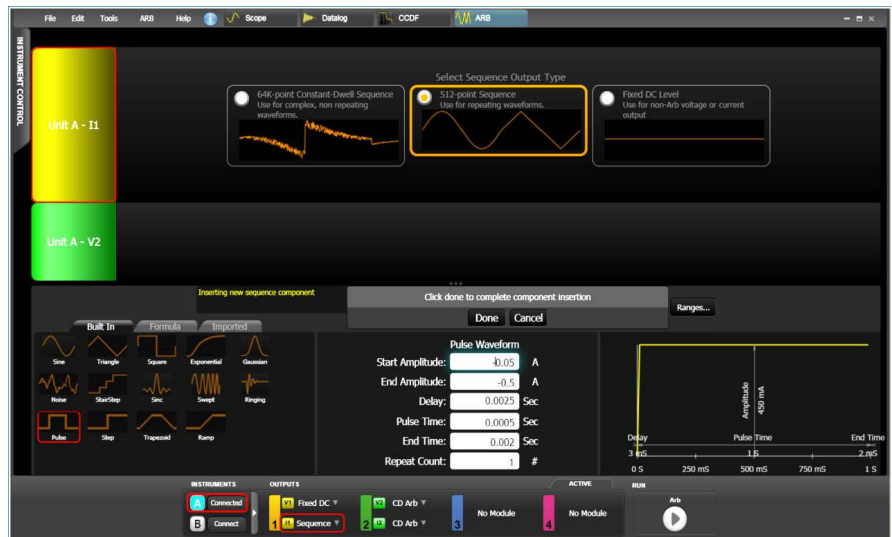 File Edit Tools ARB Help Scope Datalog CCDF ARB
INSTRUMENT CONTROL
Select Sequence Output Type
64K-point Constant-Dwell Sequence
Use for complex, non repeating
waveforms.
512-point Sequence
Use for repeating waveforms.
Fixed DC Level
Use for non-Arb voltage or current
output
Unit A - I1
Unit A - V2
Inserting new sequence component
Click done to complete component insertion
Done Cancel
Ranges...
Built In Formula Imported
Sine Triangle Square Exponential Gaussian
Noise StairStep Sinc Swept Ringing
Pulse Step Trapezoid Ramp
Pulse Waveform
Start Amplitude: -0.05 A
End Amplitude: -0.5 A
Delay: 0.0025 Sec
Pulse Time: 0.0005 Sec
End Time: 0.002 Sec
Repeat Count: 1 #
Amplitude
450 mA
Delay Pulse Time End Time
3 mS 1 S 2 mS
0 S 250 mS 500 mS 750 mS 1 S
INSTRUMENTS OUTPUTS ACTIVE RUN
A Connected
B Connect
1 V1 Fixed DC
I1 Sequence
2 V2 CD Arb
I2 CD Arb
3 No Module
4 No Module
Arb